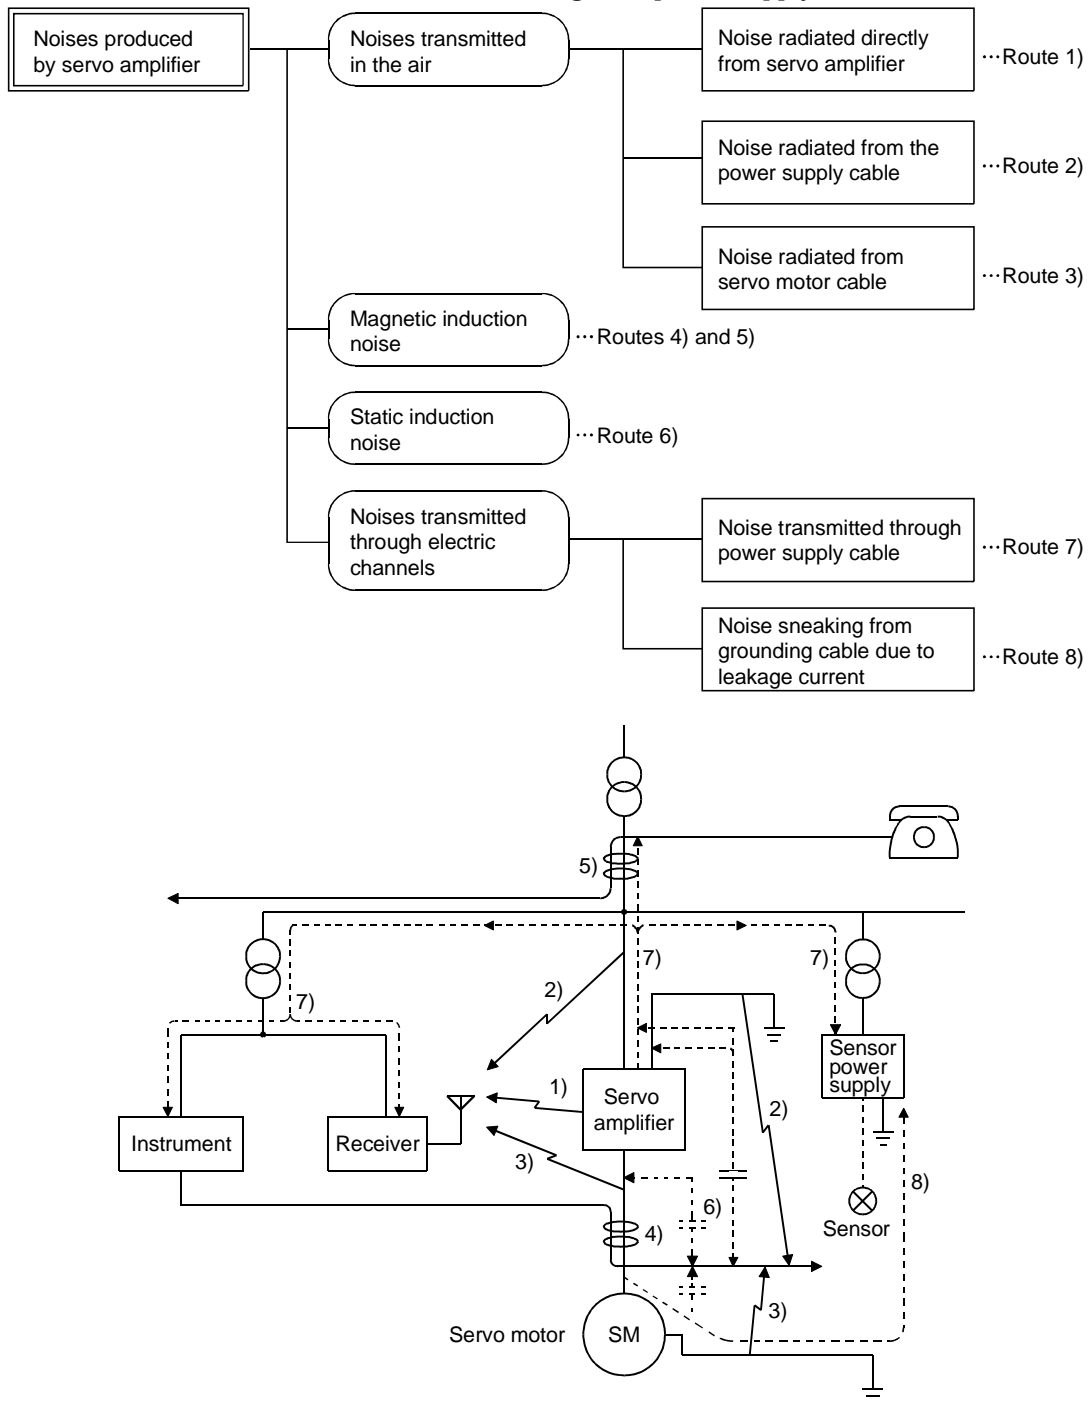 Noises produced
by servo amplifier
Noises transmitted
in the air
Noise radiated directly
from servo amplifier
···Route 1)
Noise radiated from the
power supply cable
···Route 2)
Noise radiated from
servo motor cable
···Route 3)
Magnetic induction
noise
···Routes 4) and 5)
Static induction
noise
···Route 6)
Noises transmitted
through electric
channels
Noise transmitted through
power supply cable
···Route 7)
Noise sneaking from
grounding cable due to
leakage current
···Route 8)
5)
7)
7)
2)
7)
Sensor
power
supply
1)
Servo
amplifier
2)
Instrument
Receiver
3)
8)
6)
4)
Sensor
3)
Servo motor
SM